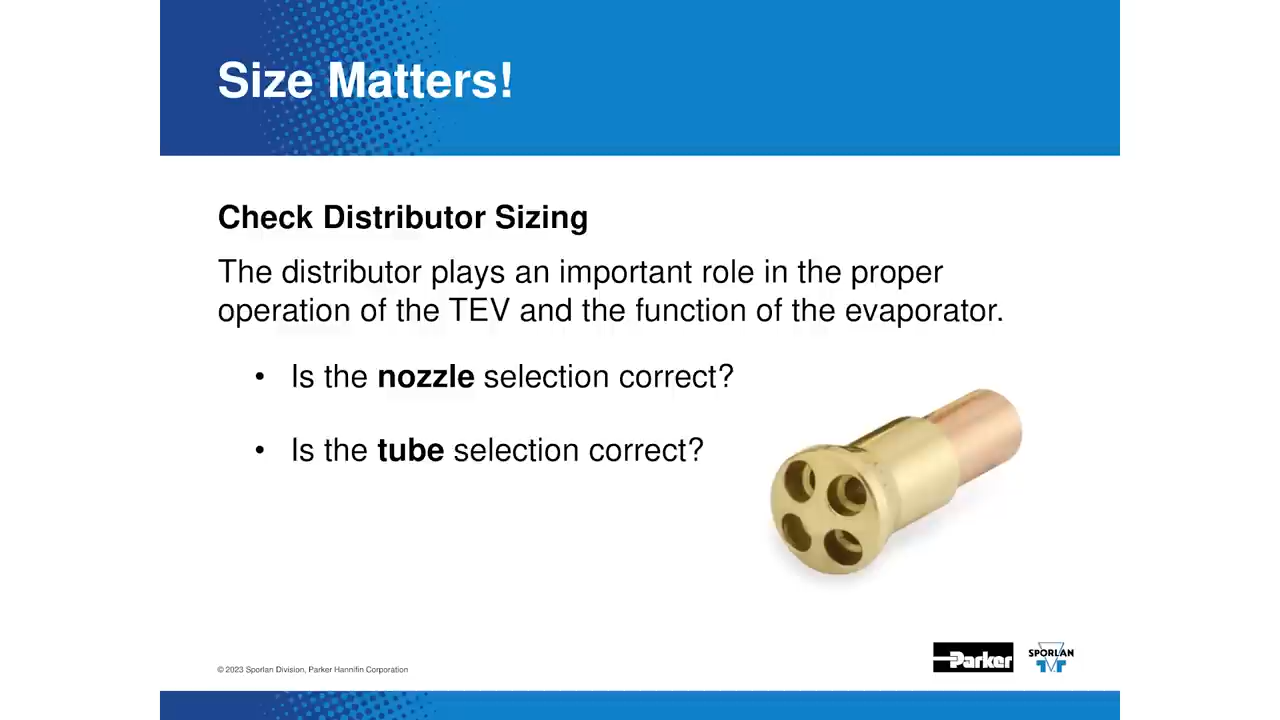 Size Matters!
Check Distributor Sizing
The distributor plays an important role in the proper
operation of the TEV and the function of the evaporator.
• Is the nozzle selection correct?
• Is the tube selection correct?
© 2023 Sporlan Division, Parker Hannifin Corporation
Parker
SPORLAN